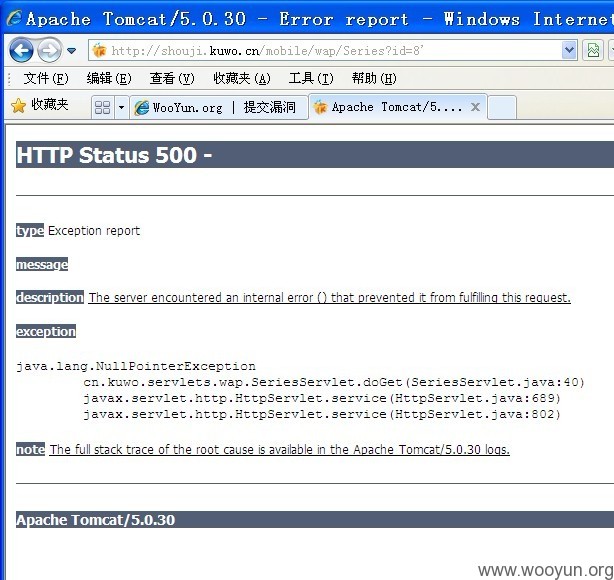 Apache Tomcat/5.0.30 - Error report - Windows Internet
http://shouji.kuwo.cn/mobile/wap/Series?id=8'
文件(F) 编辑(E) 查看(V) 收藏夹(A) 工具(T) 帮助(H)
收藏夹 WooYun.org | 提交漏洞 Apache Tomcat/5....
HTTP Status 500 -
type Exception report
message
description The server encountered an internal error () that prevented it from fulfilling this request.
exception
java.lang.NullPointerException
cn.kuwo.servlets.wap.SeriesServlet.doGet(SeriesServlet.java:40)
javax.servlet.http.HttpServlet.service(HttpServlet.java:689)
javax.servlet.http.HttpServlet.service(HttpServlet.java:802)
note The full stack trace of the root cause is available in the Apache Tomcat/5.0.30 logs.
Apache Tomcat/5.0.30
www.wooyun.org